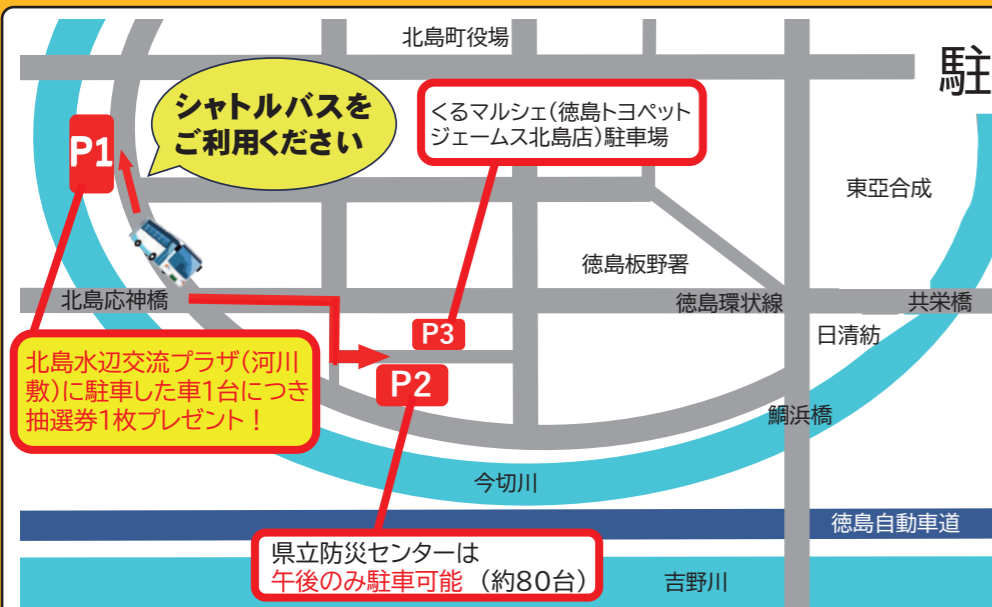 北島町役場
駐
シャトルバスを
ご利用ください
くるマルシェ(徳島トヨペット
ジェームス北島店)駐車場
P1
東亞合成
徳島板野署
北島応神橋
徳島環状線
共栄橋
日清紡
P3
P2
北島水辺交流プラザ(河川
敷)に駐車した車1台につき
抽選券1枚プレゼント！
鯛浜橋
今切川
徳島自動車道
県立防災センターは
午後のみ駐車可能 (約80台)
吉野川